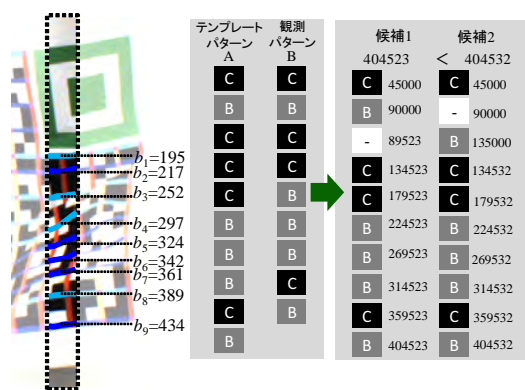 b1=195
b2=217
b3=252
b4=297
b5=324
b6=342
b7=361
b8=389
b9=434
テンプレート 観測
パターン パターン
A B
C C
B B
C C
C C
C B
B B
B B
B C
C B
B
候補1 候補2
404523 < 404532
C 45000 C 45000
B 90000 - 90000
- 89523 B 135000
C 134523 C 134532
C 179523 C 179532
B 224523 B 224532
B 269523 B 269532
B 314523 B 314532
C 359523 C 359532
B 404523 B 404532